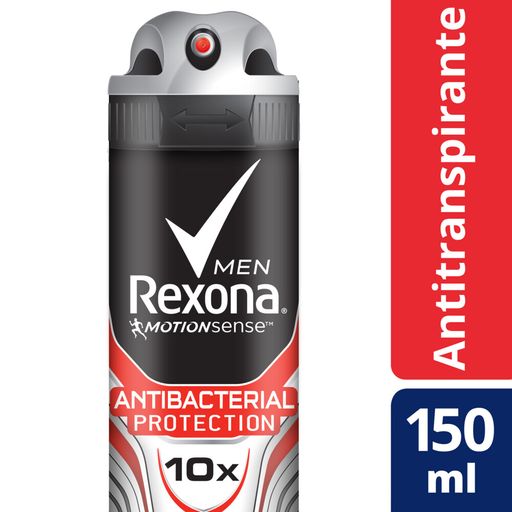 MEN
Rexona®
MOTIONsense™
ANTIBACTERIAL
PROTECTION
10x
Antitranspirante
150
ml